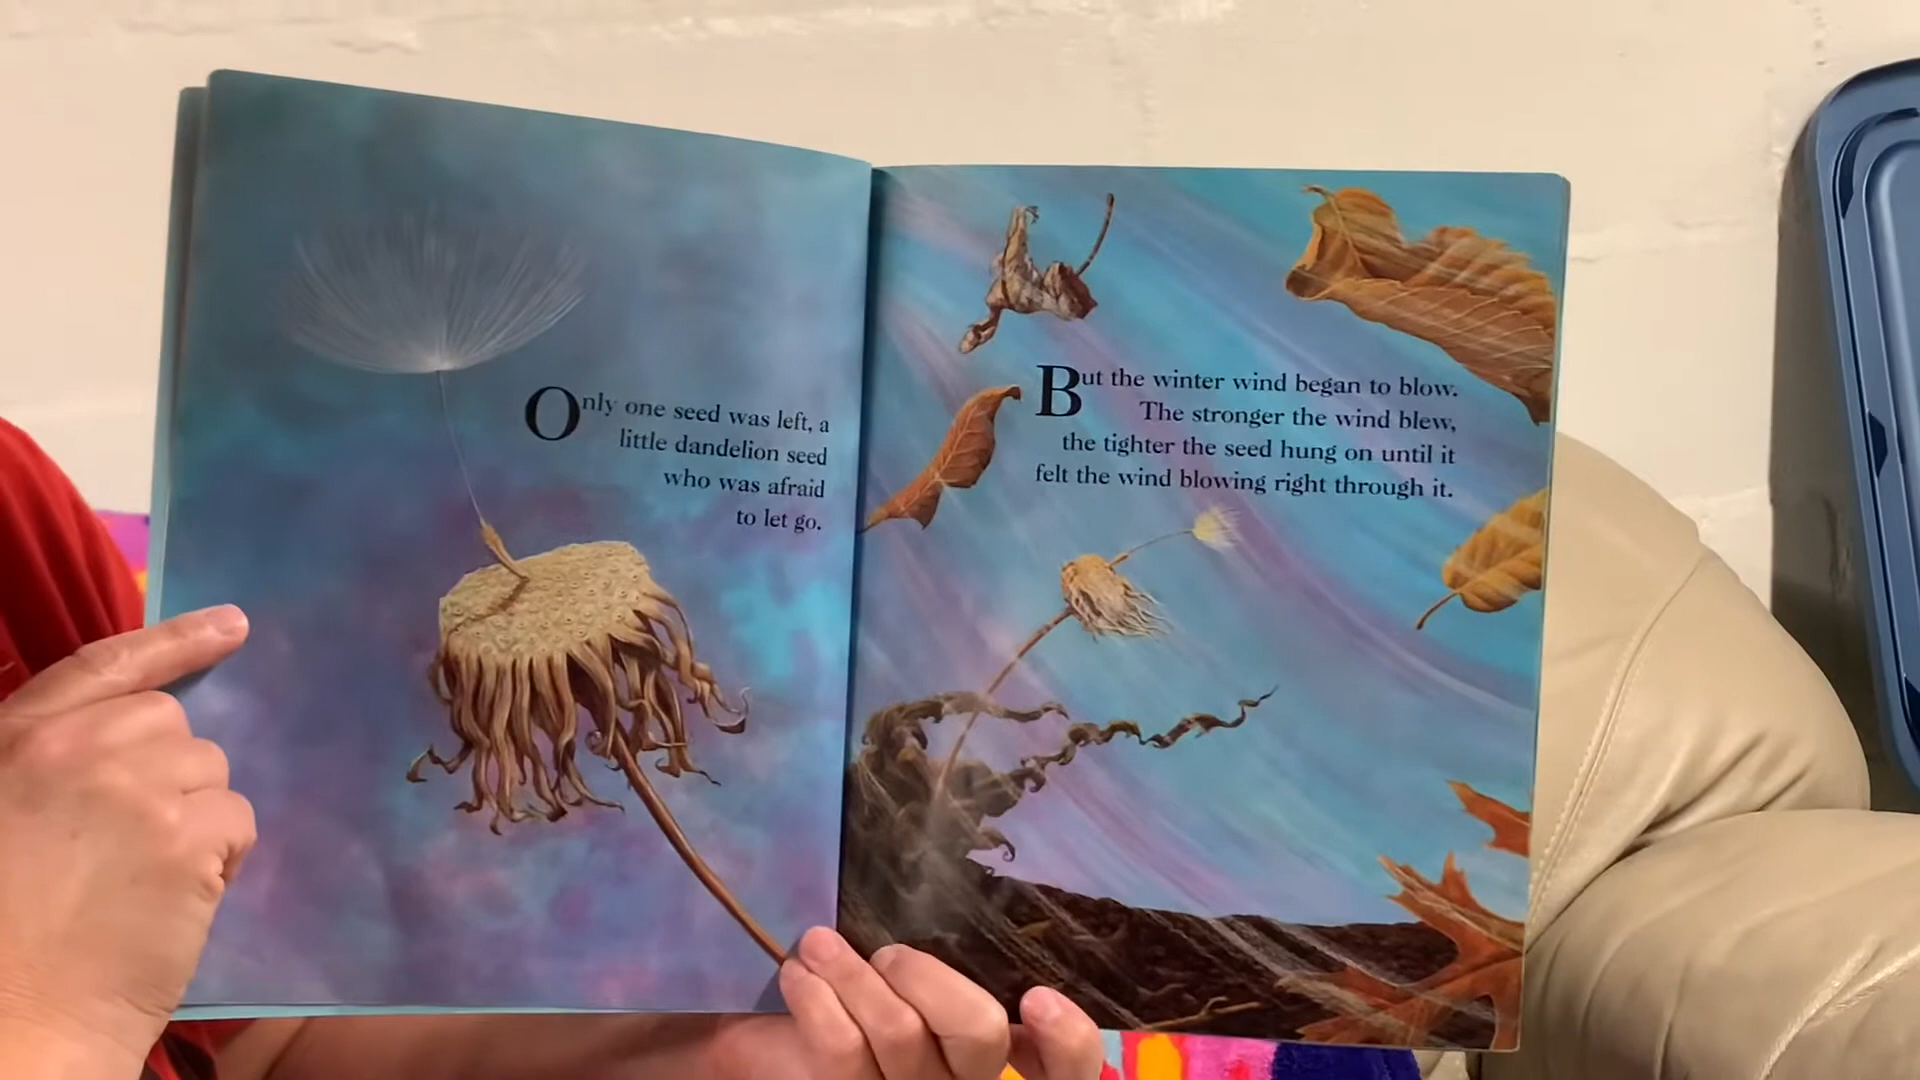 Only one seed was left, a
little dandelion seed
who was afraid
to let go.
But the winter wind began to blow.
The stronger the wind blew,
the tighter the seed hung on until it
felt the wind blowing right through it.